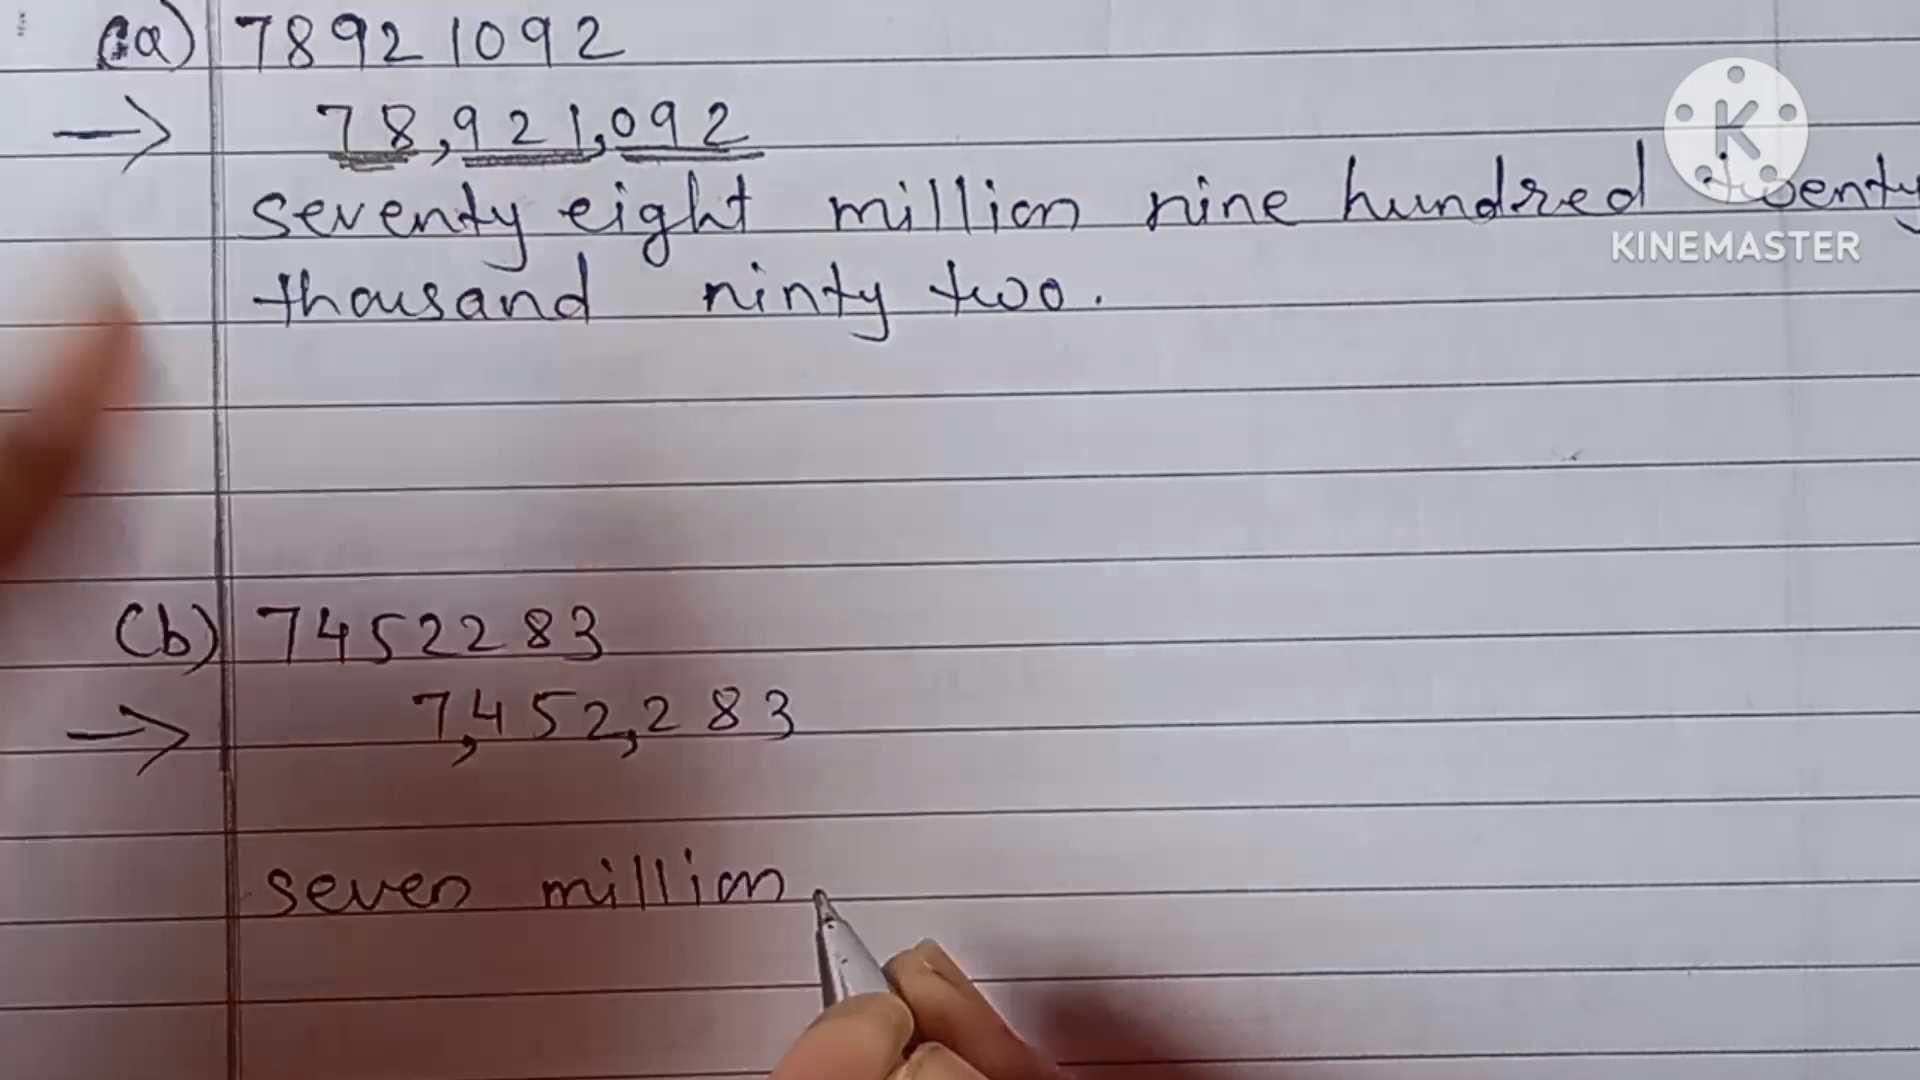 (a) 78921092
78,921,092
seventy eight million nine hundred twenty
thousand ninty two.
K
KINEMASTER
(b) 7452283
7,452,283
seven million